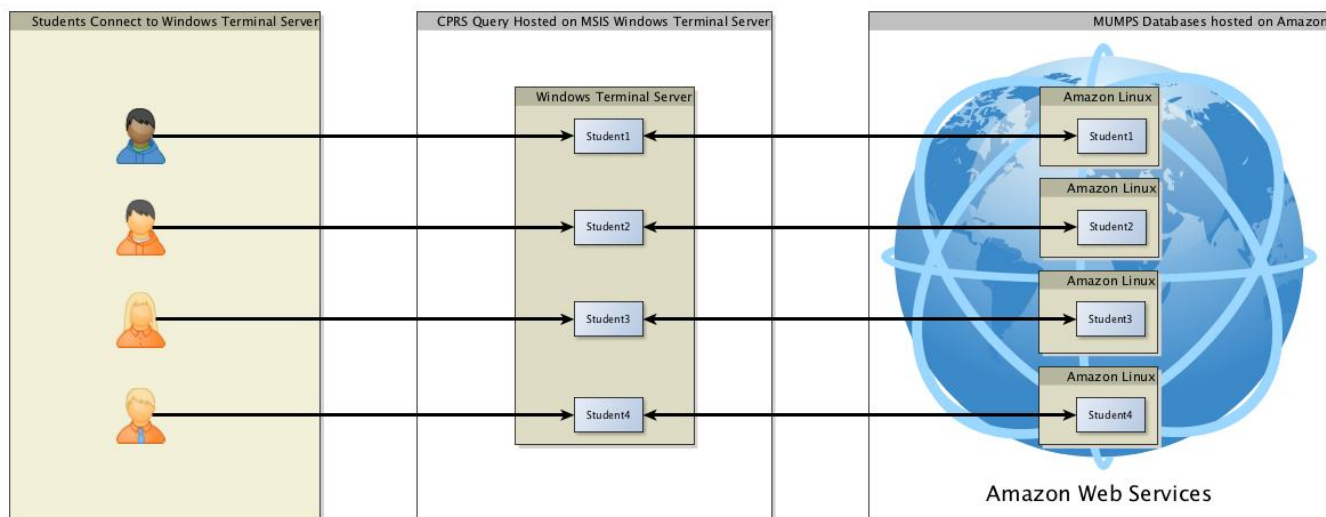 Students Connect to Windows Terminal Server
CPRS Query Hosted on MSIS Windows Terminal Server
MUMPS Databases hosted on Amazon
Windows Terminal Server
Student1
Student2
Student3
Student4
Amazon Linux
Student1
Amazon Linux
Student2
Amazon Linux
Student3
Amazon Linux
Student4
Amazon Web Services